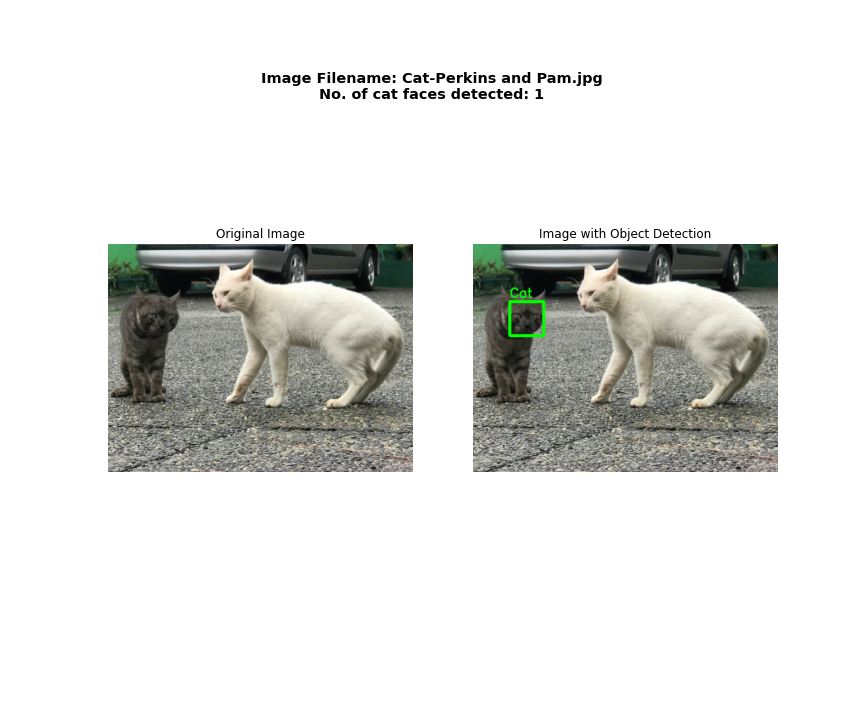 Image Filename: Cat-Perkins and Pam.jpg
No. of cat faces detected: 1
Original Image
Image with Object Detection
Cat